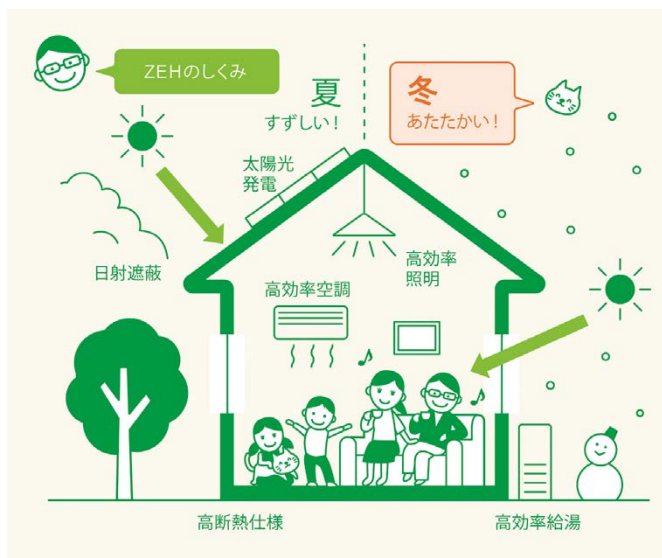 ZEHのしくみ
夏
すずしい！
冬
あたたかい！
太陽光
発電
日射遮蔽
高効率
照明
高効率空調
高断熱仕様
高効率給湯